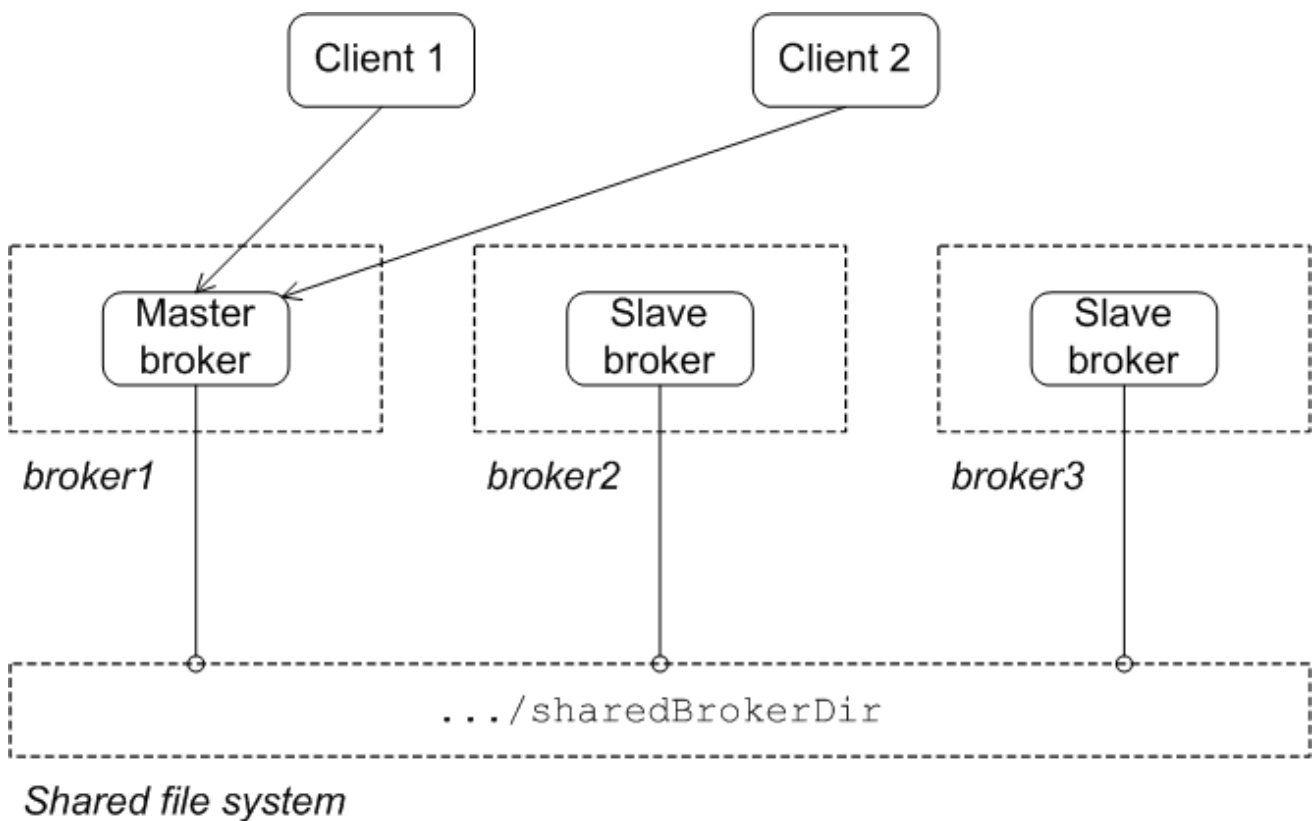 Client 1
Client 2
Master
broker
Slave
broker
Slave
broker
broker1
broker2
broker3
.../sharedBrokerDir
Shared file system